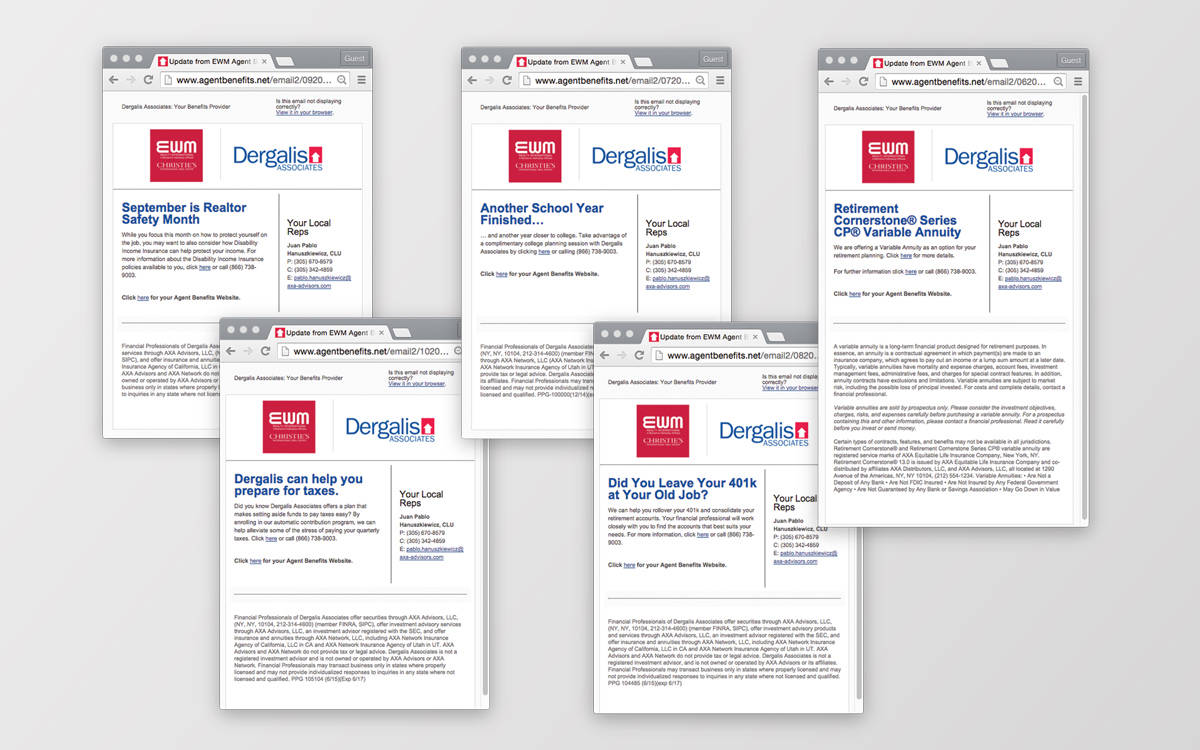 Update from EWM Agent B
Guest
www.agentbenefits.net/email2/0920...
Dergalis Associates: Your Benefits Provider
Is this email not displaying
correctly?
View it in your browser.
EWM
CHRISTIE'S
Dergalis
ASSOCIATES
September is Realtor
Safety Month
While you focus this month on how to protect yourself on
the job, you may want to also consider how Disability
Income Insurance can help protect your income. For
more information about the Disability Income Insurance
policies available to you, click here or call (866) 738-
9003.
Click here for your Agent Benefits Website.
Your Local
Reps
Juan Pablo
Hanuszkiewicz, CLU
P: (305) 670-8579
C: (305) 342-4859
E: pablo.hanuszkiewicz@
axa-advisors.com
Financial Professionals of Dergalis Associates
services through AXA Advisors, LLC, (
SIPC), and offer insurance and annuities
Insurance Agency of California, LLC in
AXA Network do not
owned or operated by AXA Advisors or
business only in states where properly
to inquiries in any state where not licens
Update from EWM Agent B
Guest
www.agentbenefits.net/email2/0720...
Dergalis Associates: Your Benefits Provider
Is this email not displaying
correctly?
View it in your browser.
EWM
CHRISTIE'S
Dergalis
ASSOCIATES
Another School Year
Finished...
... and another year closer to college. Take advantage of
a complimentary college planning session with Dergalis
Associates by clicking here or calling (866) 738-9003.
Click here for your Agent Benefits Website.
Your Local
Reps
Juan Pablo
Hanuszkiewicz, CLU
P: (305) 670-8579
C: (305) 342-4859
E: pablo.hanuszkiewicz@
axa-advisors.com
Financial Professionals of Dergalis Associates
(NY, NY, 10104, 212-314-4600) (member FINRA,
AXA Network, LLC (AXA Network Insurance
Insurance Agency of Utah in
provide tax or legal advice. Dergalis Associates
its affiliates. Financial Professionals may trans
licensed and may not provide individualized
licensed and qualified. PPG-100000(12/14)(e
Update from EWM Agent B
Guest
www.agentbenefits.net/email2/0620...
Dergalis Associates: Your Benefits Provider
Is this email not displaying
correctly?
View it in your browser.
EWM
CHRISTIE'S
Dergalis
ASSOCIATES
Retirement
Cornerstone® Series
CP® Variable Annuity
We are offering a Variable Annuity as an option for your
retirement planning. Click here for more details.
For further information click here or call (866) 738-9003.
Click here for your Agent Benefits Website.
Your Local
Reps
Juan Pablo
Hanuszkiewicz, CLU
P: (305) 670-8579
C: (305) 342-4859
E: pablo.hanuszkiewicz@
axa-advisors.com
A variable annuity is a long-term financial product designed for retirement purposes. In
essence, an annuity is a contractual agreement in which payment(s) are made to an
insurance company, which agrees to pay out an income or a lump sum amount at a later date.
Typically, variable annuities have mortality and expense charges, account fees, investment
management fees, administrative fees, and charges for special contract features. In addition,
annuity contracts have exclusions and limitations. Variable annuities are subject to market
risk, including the possible loss of principal invested. For costs and complete details, contact a
financial professional.
Variable annuities are sold by prospectus only. Please consider the investment objectives,
charges, risks, and expenses carefully before purchasing a variable annuity. For a prospectus
containing this and other information, please contact a financial professional. Read it carefully
before you invest or send money.
Certain types of contracts, features, and benefits may not be available in all jurisdictions.
Retirement Cornerstone® and Retirement Cornerstone Series CP® variable annuity are
registered service marks of AXA Equitable Life Insurance Company, New York, NY.
Retirement Cornerstone® 13.0 is issued by AXA Equitable Life Insurance Company and co-
distributed by affiliates AXA Distributors, LLC, and AXA Advisors, LLC, all located at 1290
Avenue of the Americas, NY, NY 10104, (212) 554-1234. Variable Annuities: • Are Not a
Deposit of Any Bank • Are Not FDIC Insured • Are Not Insured by Any Federal Government
Agency • Are Not Guaranteed by Any Bank or Savings Association • May Go Down in Value
Update from EWM Agent B
www.agentbenefits.net/email2/1020...
Dergalis Associates: Your Benefits Provider
Is this email not displaying
correctly?
View it in your browser.
EWM
CHRISTIE'S
Dergalis
ASSOCIATES
Dergalis can help you
prepare for taxes.
Did you know Dergalis Associates offers a plan that
makes setting aside funds to pay taxes easy? By
enrolling in our automatic contribution program, we can
help alleviate some of the stress of paying your quarterly
taxes. Click here or call (866) 738-9003.
Click here for your Agent Benefits Website.
Your Local
Reps
Juan Pablo
Hanuszkiewicz, CLU
P: (305) 670-8579
C: (305) 342-4859
E: pablo.hanuszkiewicz@
axa-advisors.com
Financial Professionals of Dergalis Associates offer securities through AXA Advisors, LLC,
(NY, NY, 10104, 212-314-4600) (member FINRA, SIPC), offer investment advisory services
through AXA Advisors, LLC, an investment advisor registered with the SEC, and offer
insurance and annuities through AXA Network, LLC, including AXA Network Insurance
Agency of California, LLC in CA and AXA Network Insurance Agency of Utah in UT. AXA
Advisors and AXA Network do not provide tax or legal advice. Dergalis Associates is not a
registered investment advisor and is not owned or operated by AXA Advisors or AXA
Network. Financial Professionals may transact business only in states where properly
licensed and may not provide individualized responses to inquiries in any state where not
licensed and qualified. PPG 105104 (6/15)(Exp 6/17)
Update from EWM Agent B
www.agentbenefits.net/email2/0820...
Dergalis Associates: Your Benefits Provider
Is this email not displaying
correctly?
View it in your browser.
EWM
CHRISTIE'S
Dergalis
ASSOCIATES
Did You Leave Your 401k
at Your Old Job?
We can help you rollover your 401k and consolidate your
retirement accounts. Your financial professional will work
closely with you to find the accounts that best suits your
needs. For more information, click here or call (866) 738-
9003.
Click here for your Agent Benefits Website.
Your Local
Reps
Juan Pablo
Hanuszkiewicz, CLU
P: (305) 670-8579
C: (305) 342-4859
E: pablo.hanuszkiewicz@
axa-advisors.com
Financial Professionals of Dergalis Associates offer securities through AXA Advisors, LLC,
(NY, NY, 10104, 212-314-4600) (member FINRA, SIPC), offer investment advisory products
and services through AXA Advisors, LLC, an investment advisor registered with the SEC, and
offer insurance and annuities through AXA Network, LLC, including AXA Network Insurance
Agency of California, LLC in CA and AXA Network Insurance Agency of Utah in UT. AXA
Advisors and AXA Network do not provide tax or legal advice. Dergalis Associates is not a
registered investment advisor, and is not owned or operated by AXA Advisors or its affiliates.
Financial Professionals may transact business only in states where properly licensed and may
not provide individualized responses to inquiries in any state where not licensed and qualified.
PPG 104485 (6/15)(exp 6/17)